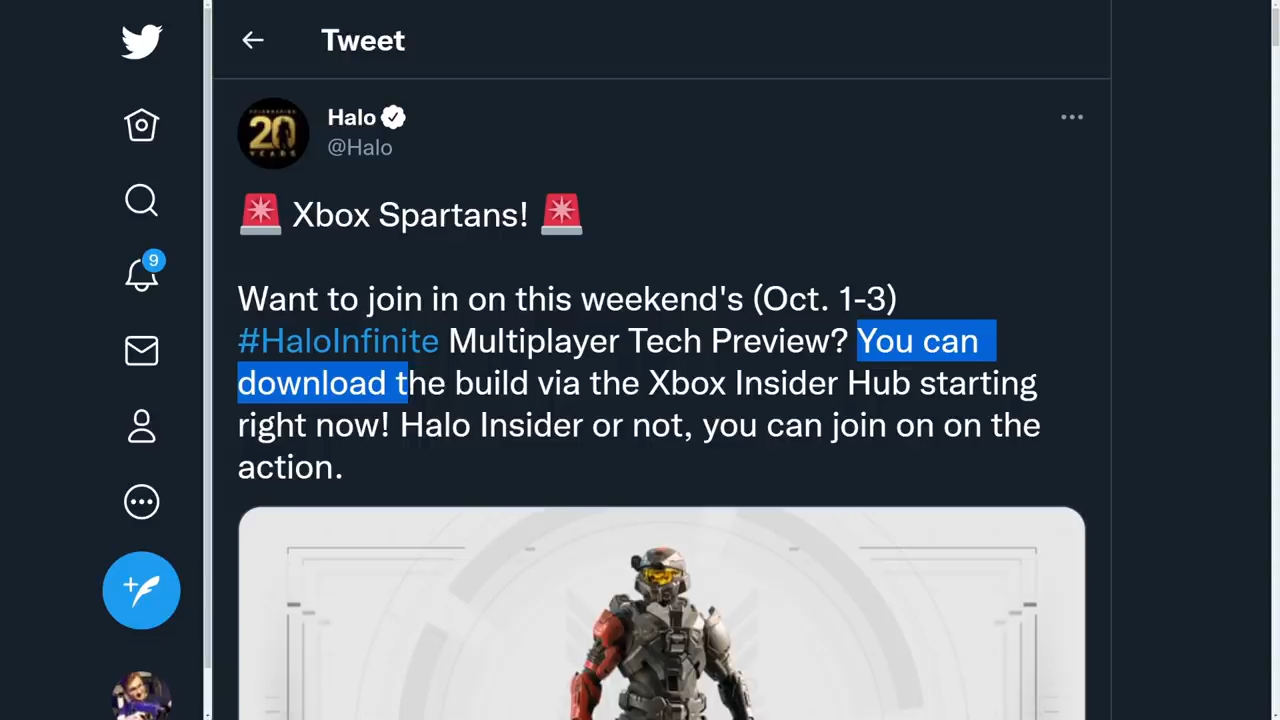 Tweet
20
YEARS
Halo
@Halo
9
Xbox Spartans!
Want to join in on this weekend's (Oct. 1-3)
#HaloInfinite Multiplayer Tech Preview? You can
download the build via the Xbox Insider Hub starting
right now! Halo Insider or not, you can join on on the
action.